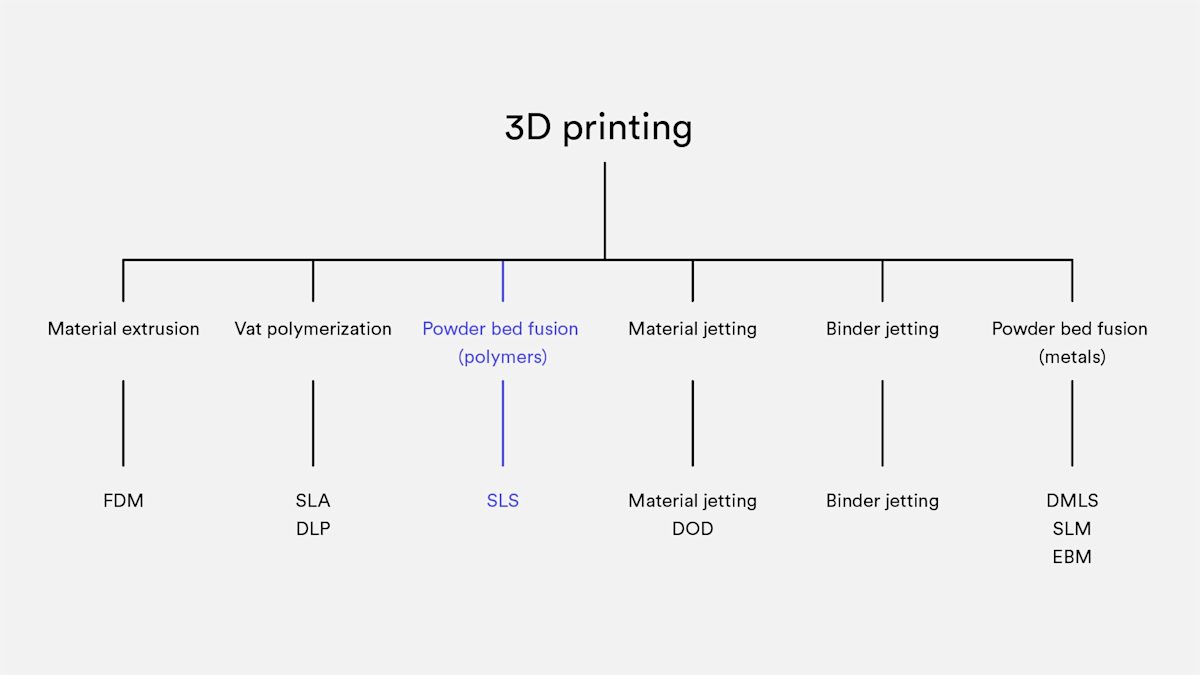 3D printing
Material extrusion
Vat polymerization
Powder bed fusion
(polymers)
Material jetting
Binder jetting
Powder bed fusion
(metals)
FDM
SLA
DLP
SLS
Material jetting
DOD
Binder jetting
DMLS
SLM
EBM